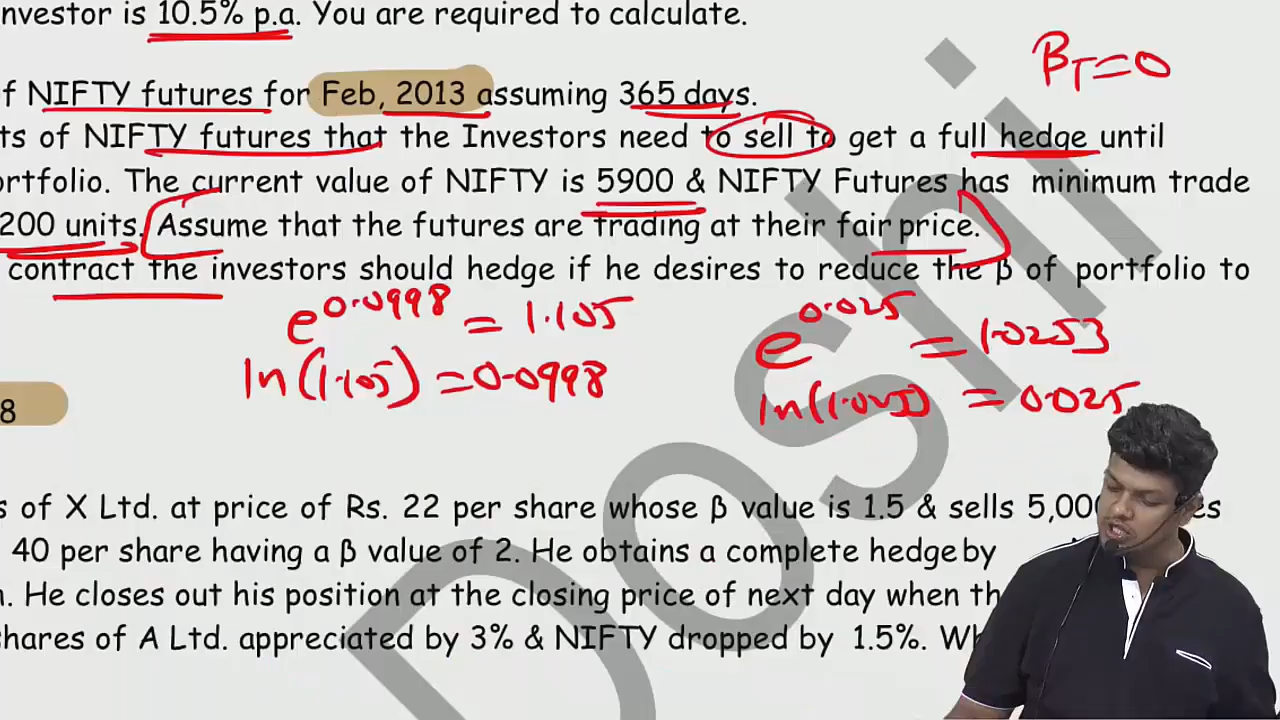 nvestor is 10.5% p.a. You are required to calculate.
βT=0
f NIFTY futures for Feb, 2013 assuming 365 days.
ts of NIFTY futures that the Investors need to sell to get a full hedge until
ortfolio. The current value of NIFTY is 5900 & NIFTY Futures has minimum trade
200 units. Assume that the futures are trading at their fair price.
contract the investors should hedge if he desires to reduce the β of portfolio to
e^0.0998 = 1.105
e^0.025 = 1.0253
ln(1.105) = 0.0998
ln(1.0253) = 0.025
8
s of X Ltd. at price of Rs. 22 per share whose β value is 1.5 & sells 5,00
40 per share having a β value of 2. He obtains a complete hedge by
n. He closes out his position at the closing price of next day when th
shares of A Ltd. appreciated by 3% & NIFTY dropped by 1.5%. Wh
Doshi